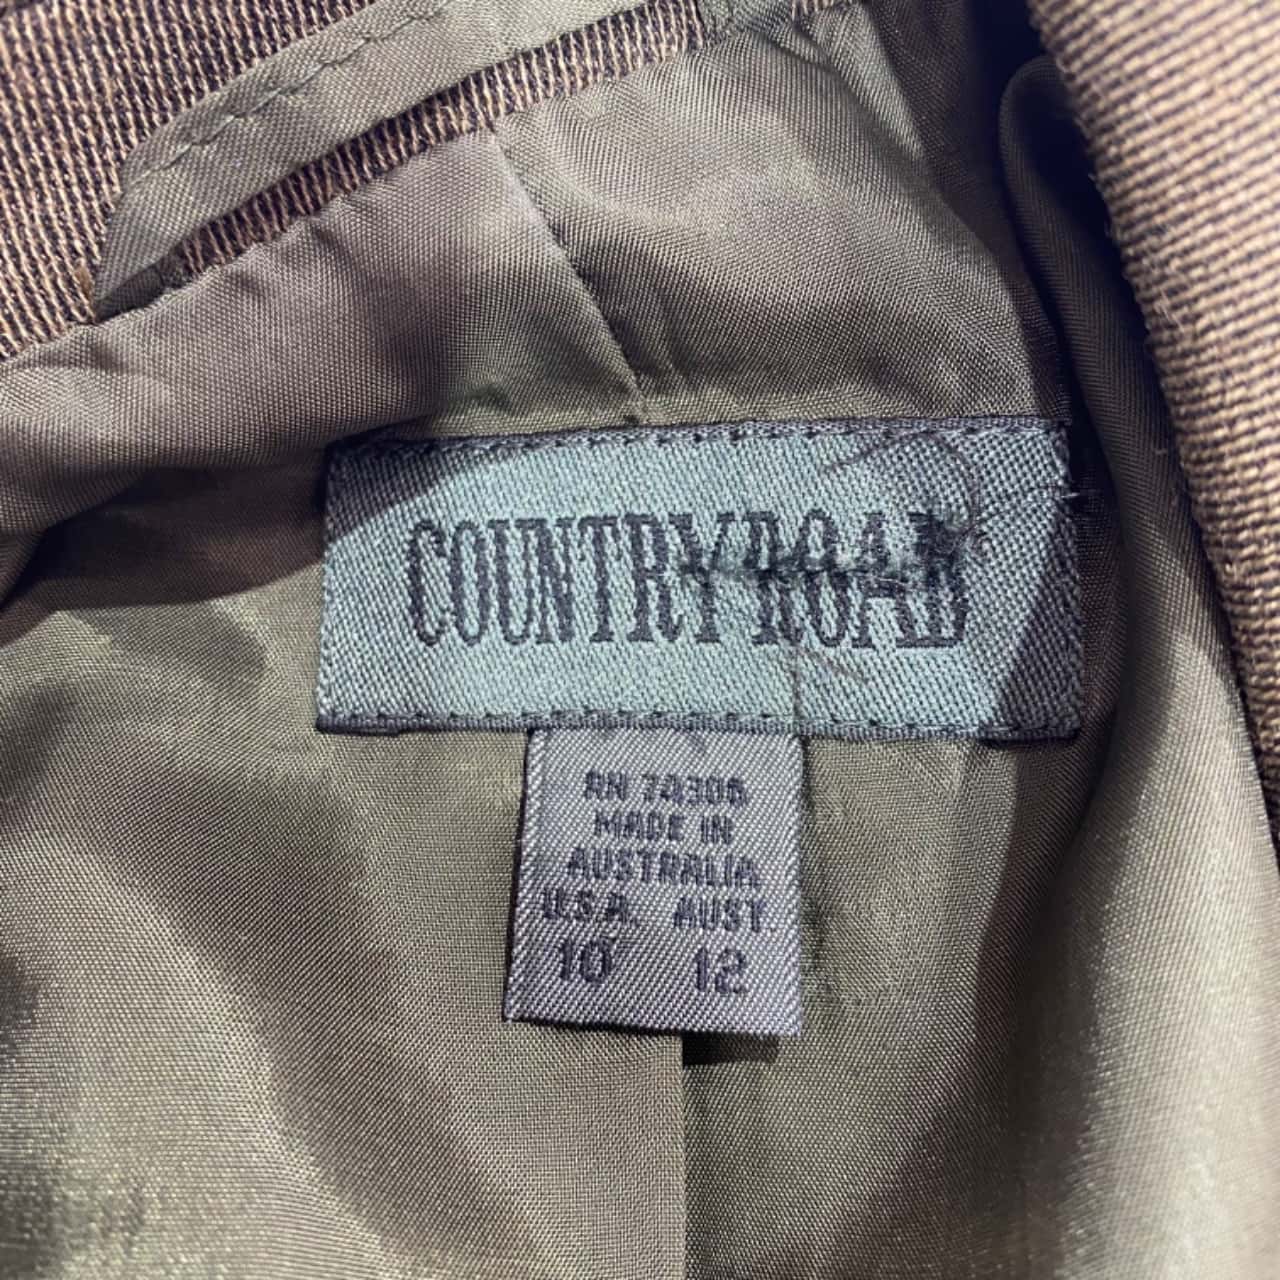 COUNTRY ROAD
RN 74306
MADE IN
AUSTRALIA
U.S.A. AUST.
10 12